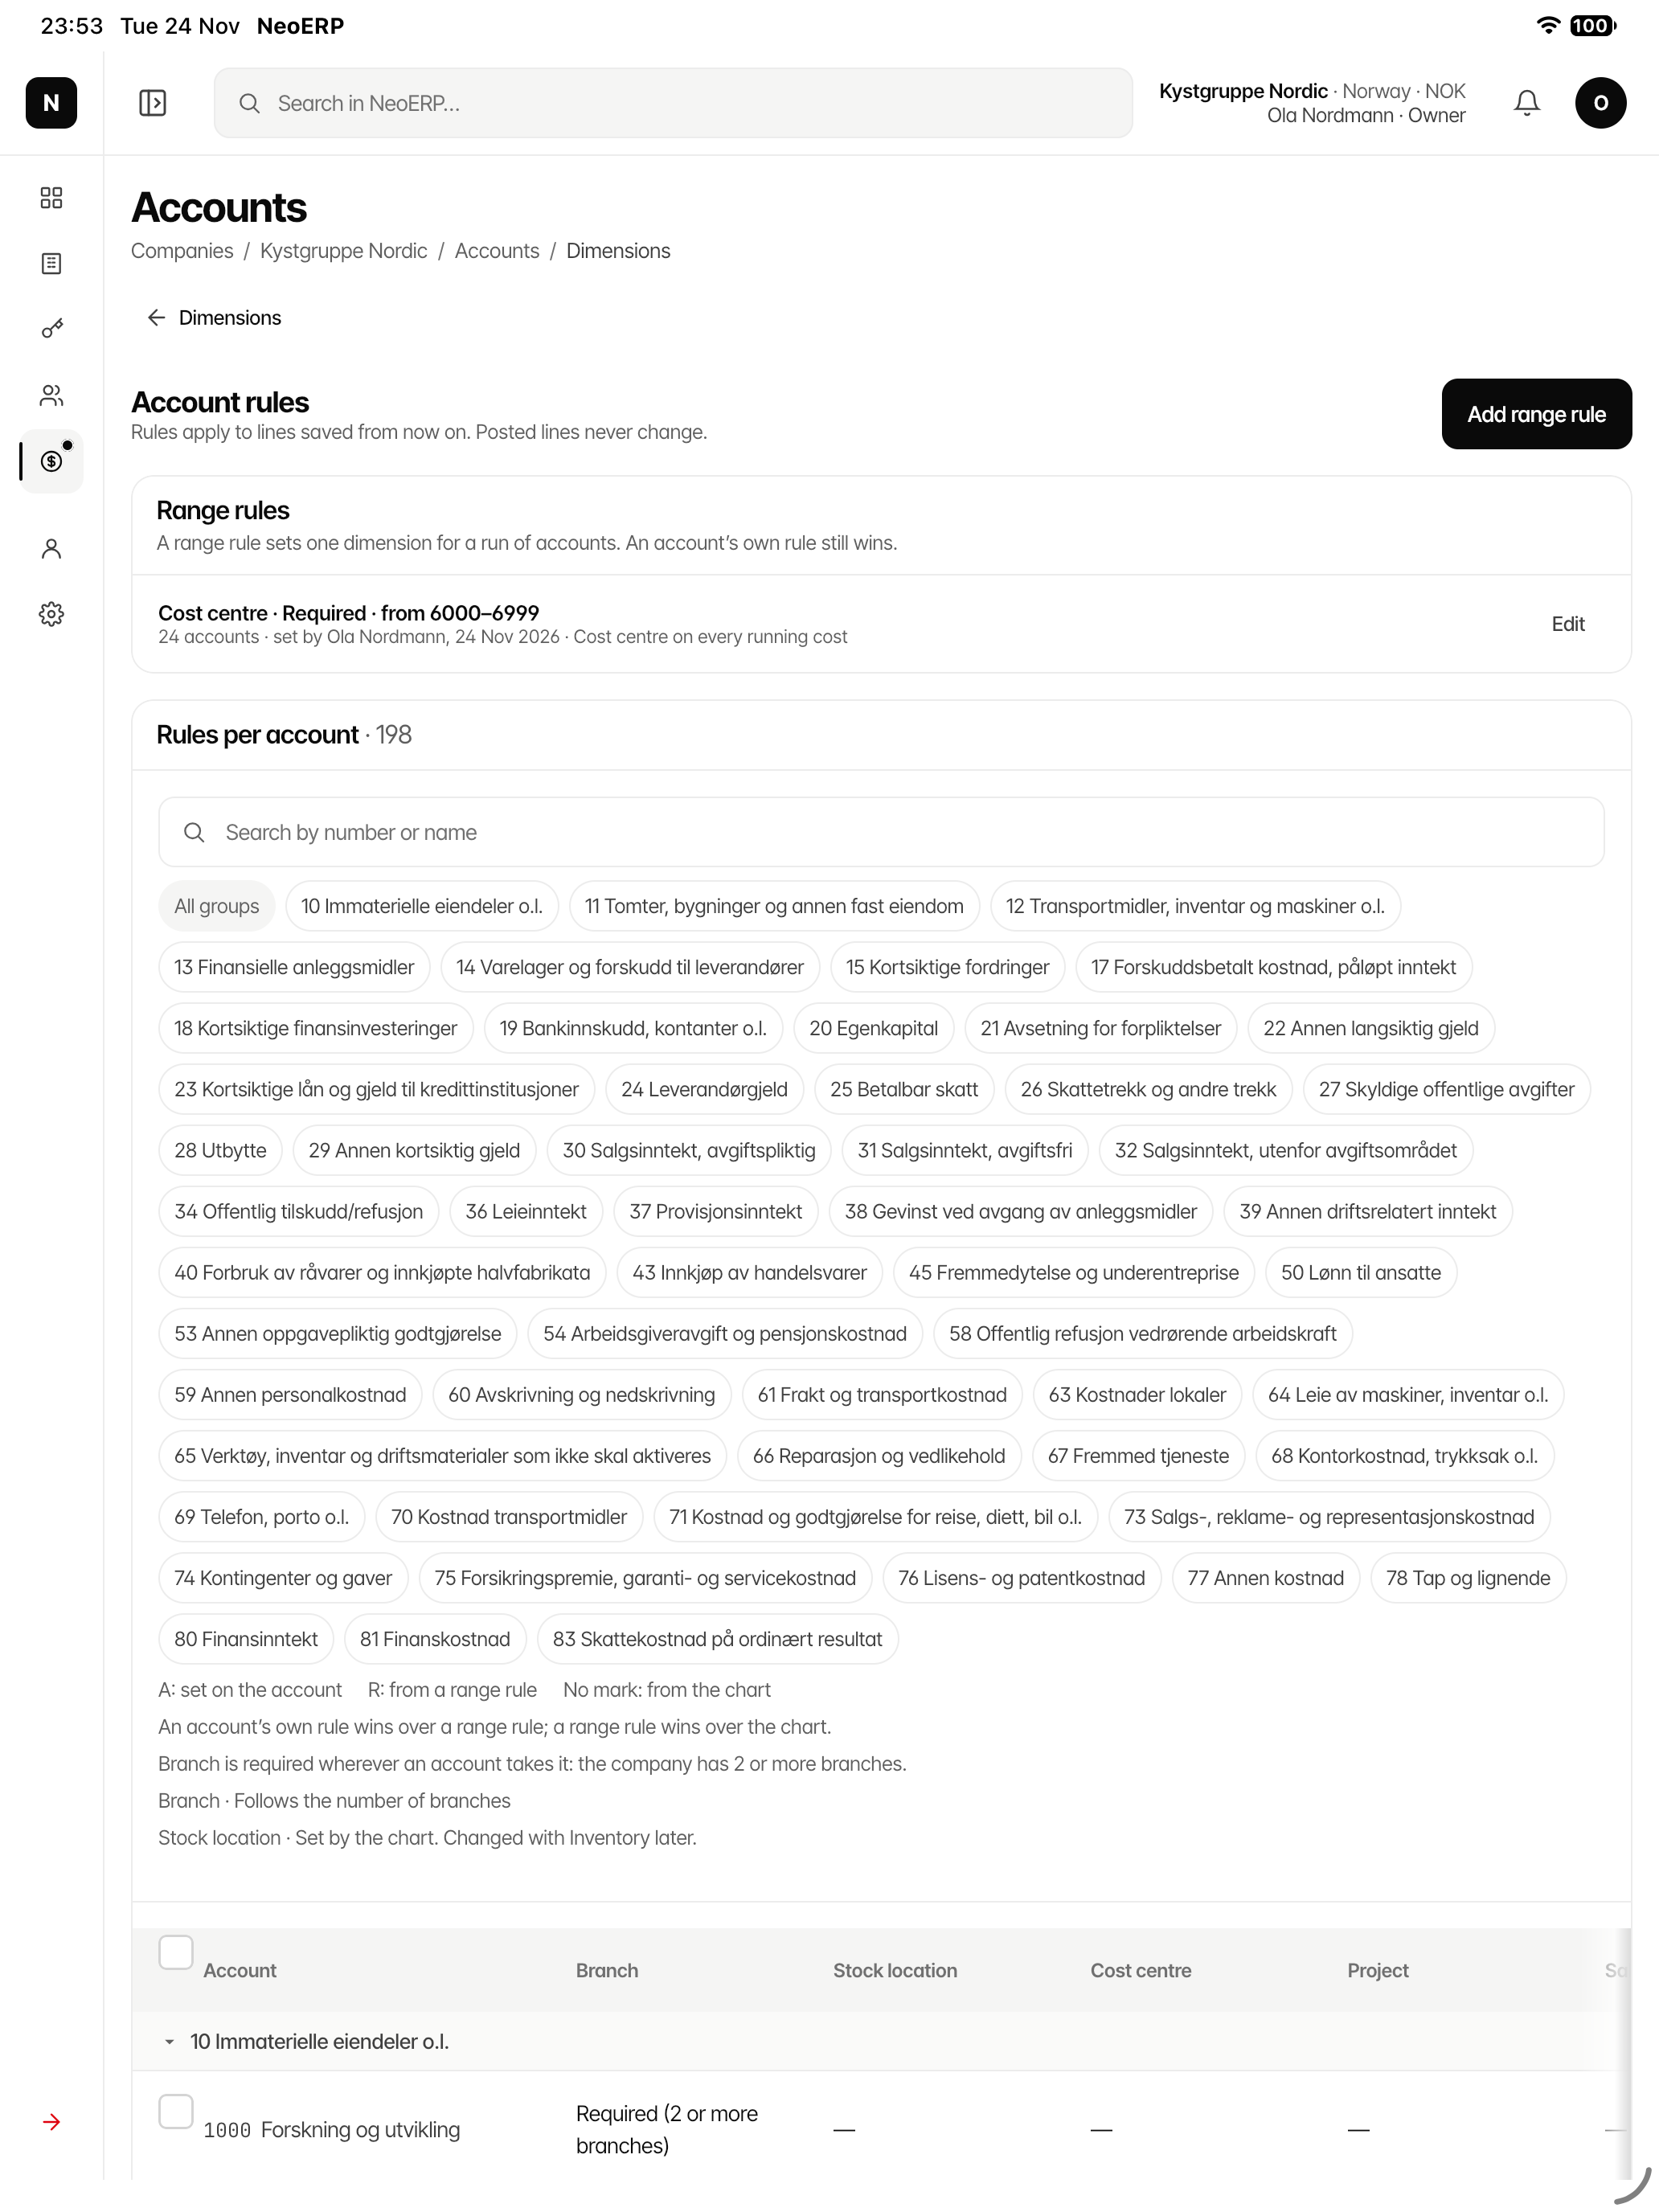 23:53 Tue 24 Nov NeoERP
100
N
Search in NeoERP...
Kystgruppe Nordic · Norway · NOK
Ola Nordmann · Owner
O
Accounts
Companies / Kystgruppe Nordic / Accounts / Dimensions
Dimensions
Account rules
Rules apply to lines saved from now on. Posted lines never change.
Add range rule
Range rules
A range rule sets one dimension for a run of accounts. An account’s own rule still wins.
Cost centre · Required · from 6000–6999
24 accounts · set by Ola Nordmann, 24 Nov 2026 · Cost centre on every running cost
Edit
Rules per account · 198
Search by number or name
All groups 10 Immaterielle eiendeler o.l. 11 Tomter, bygninger og annen fast eiendom 12 Transportmidler, inventar og maskiner o.l.
13 Finansielle anleggsmidler 14 Varelager og forskudd til leverandører 15 Kortsiktige fordringer 17 Forskuddsbetalt kostnad, påløpt inntekt
18 Kortsiktige finansinvesteringer 19 Bankinnskudd, kontanter o.l. 20 Egenkapital 21 Avsetning for forpliktelser 22 Annen langsiktig gjeld
23 Kortsiktige lån og gjeld til kredittinstitusjoner 24 Leverandørgjeld 25 Betalbar skatt 26 Skattetrekk og andre trekk 27 Skyldige offentlige avgifter
28 Utbytte 29 Annen kortsiktig gjeld 30 Salgsinntekt, avgiftspliktig 31 Salgsinntekt, avgiftsfri 32 Salgsinntekt, utenfor avgiftsområdet
34 Offentlig tilskudd/refusjon 36 Leieinntekt 37 Provisjonsinntekt 38 Gevinst ved avgang av anleggsmidler 39 Annen driftsrelatert inntekt
40 Forbruk av råvarer og innkjøpte halvfabrikata 43 Innkjøp av handelsvarer 45 Fremmedytelse og underentreprise 50 Lønn til ansatte
53 Annen oppgavepliktig godtgjørelse 54 Arbeidsgiveravgift og pensjonskostnad 58 Offentlig refusjon vedrørende arbeidskraft
59 Annen personalkostnad 60 Avskrivning og nedskrivning 61 Frakt og transportkostnad 63 Kostnader lokaler 64 Leie av maskiner, inventar o.l.
65 Verktøy, inventar og driftsmaterialer som ikke skal aktiveres 66 Reparasjon og vedlikehold 67 Fremmed tjeneste 68 Kontorkostnad, trykksak o.l.
69 Telefon, porto o.l. 70 Kostnad transportmidler 71 Kostnad og godtgjørelse for reise, diett, bil o.l. 73 Salgs-, reklame- og representasjonskostnad
74 Kontingenter og gaver 75 Forsikringspremie, garanti- og servicekostnad 76 Lisens- og patentkostnad 77 Annen kostnad 78 Tap og lignende
80 Finansinntekt 81 Finanskostnad 83 Skattekostnad på ordinært resultat
A: set on the account R: from a range rule No mark: from the chart
An account’s own rule wins over a range rule; a range rule wins over the chart.
Branch is required wherever an account takes it: the company has 2 or more branches.
Branch · Follows the number of branches
Stock location · Set by the chart. Changed with Inventory later.
Account Branch Stock location Cost centre Project
10 Immaterielle eiendeler o.l.
1000 Forskning og utvikling Required (2 or more branches) — — — —